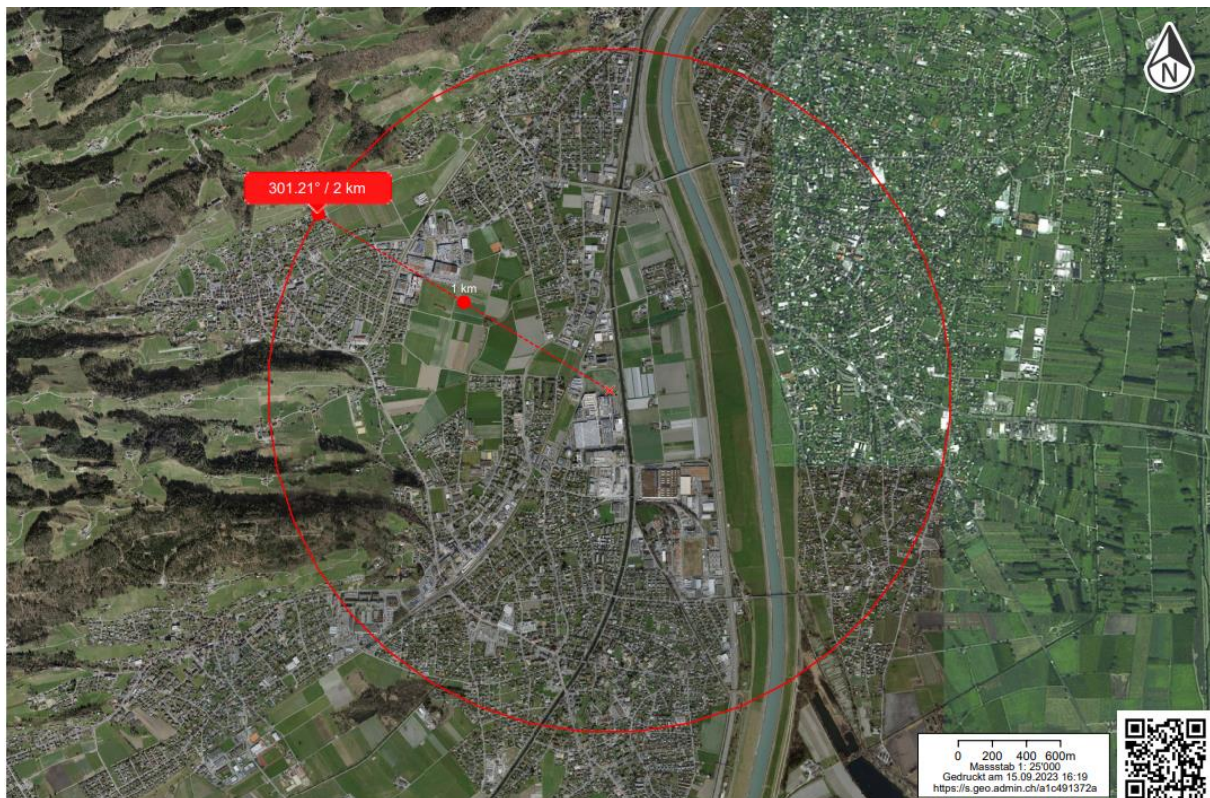 N
301.21° / 2 km
1 km
0 200 400 600m
Massstab 1: 25'000
Gedruckt am 15.09.2023 16:19
https://s.geo.admin.ch/a1c491372a